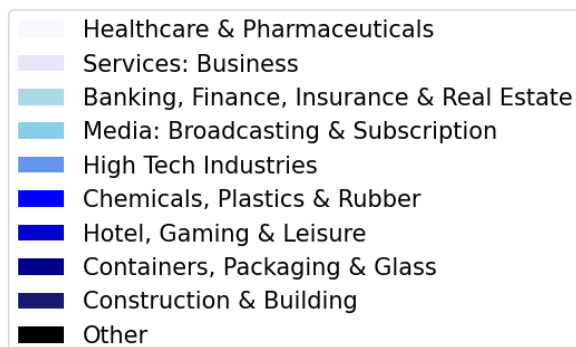 Healthcare & Pharmaceuticals
Services: Business
Banking, Finance, Insurance & Real Estate
Media: Broadcasting & Subscription
High Tech Industries
Chemicals, Plastics & Rubber
Hotel, Gaming & Leisure
Containers, Packaging & Glass
Construction & Building
Other